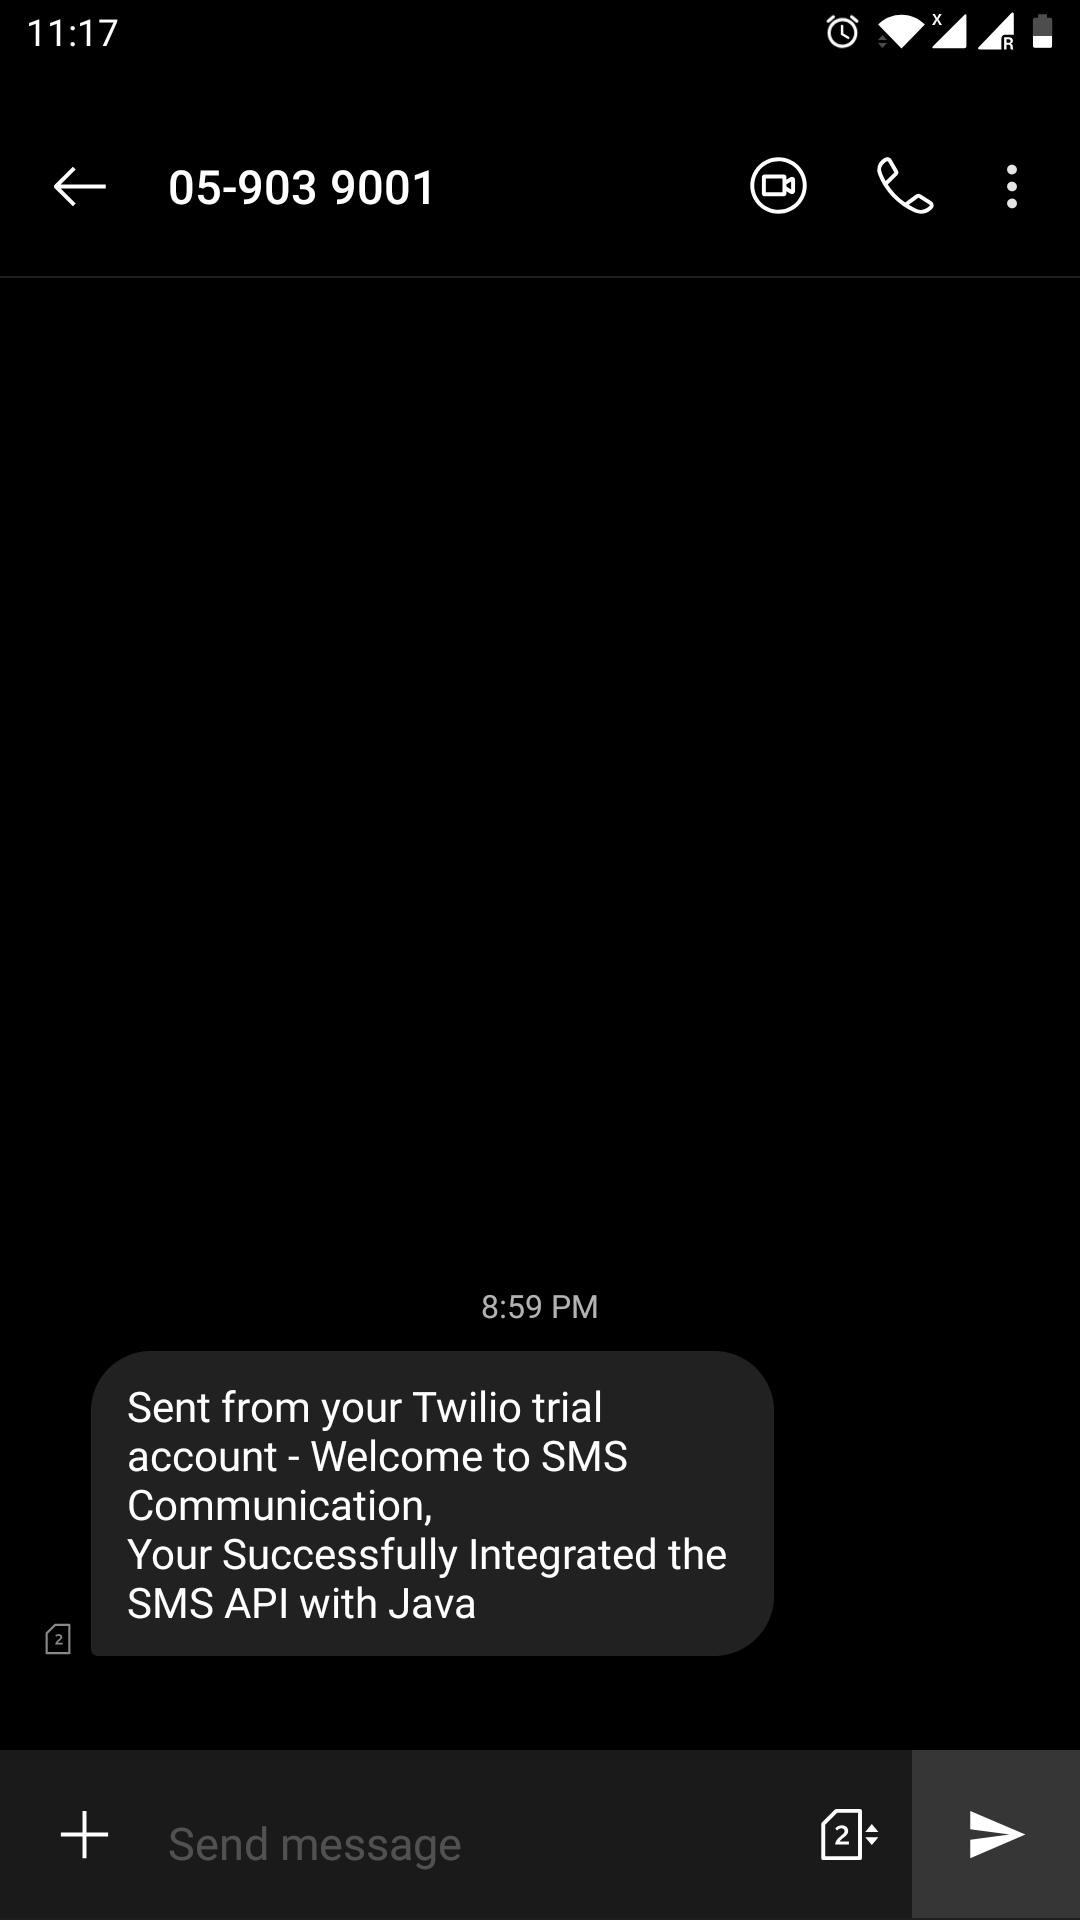 11:17
X
R
05-903 9001
8:59 PM
Sent from your Twilio trial
account - Welcome to SMS
Communication,
Your Successfully Integrated the
SMS API with Java
2
Send message
2